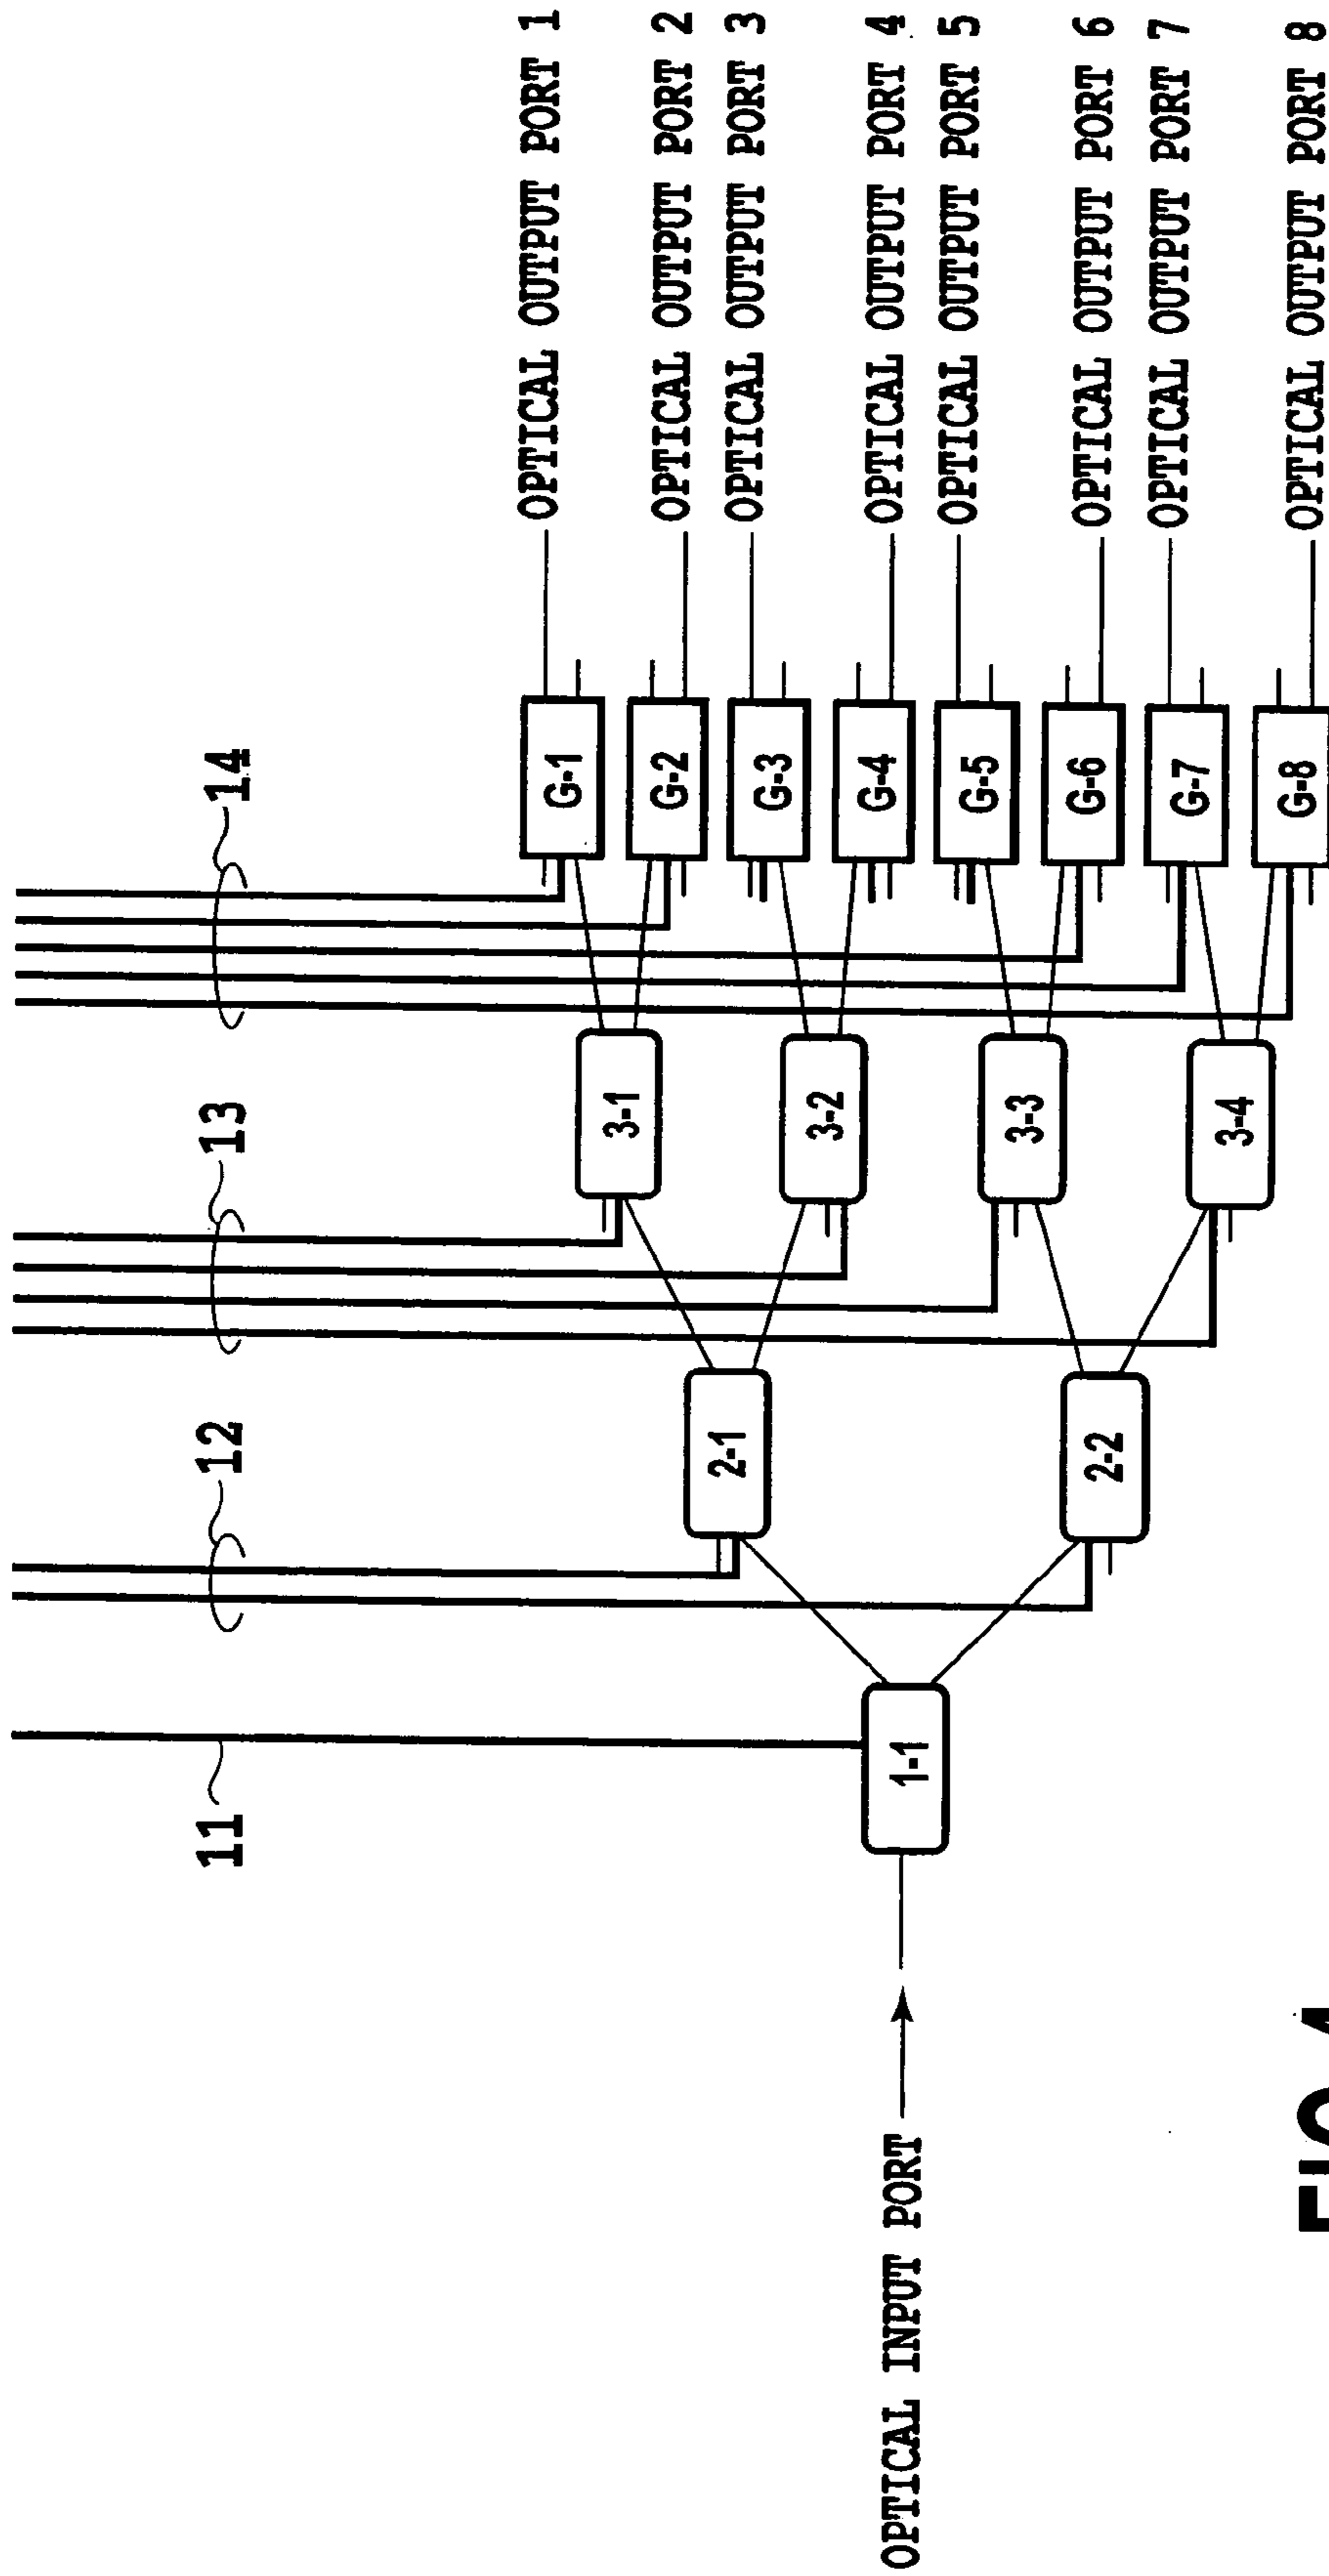 OPTICAL INPUT PORT
11
12
13
14
1-1
2-1
2-2
3-1
3-2
3-3
3-4
G-1
G-2
G-3
G-4
G-5
G-6
G-7
G-8
OPTICAL OUTPUT PORT 1
OPTICAL OUTPUT PORT 2
OPTICAL OUTPUT PORT 3
OPTICAL OUTPUT PORT 4
OPTICAL OUTPUT PORT 5
OPTICAL OUTPUT PORT 6
OPTICAL OUTPUT PORT 7
OPTICAL OUTPUT PORT 8